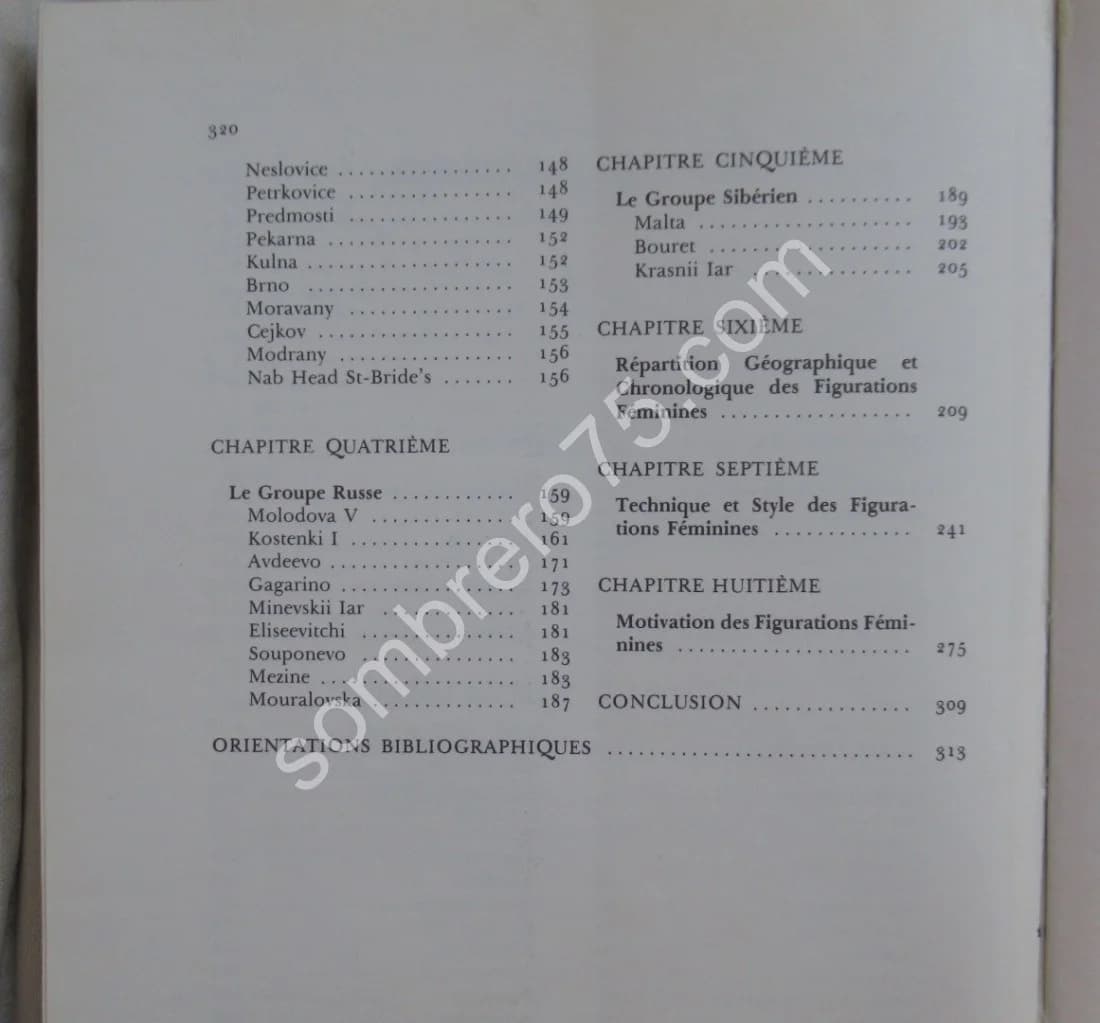 320
Neslovice ................. 148
Petrkovice ................ 148
Predmosti ................ 149
Pekarna .................. 152
Kulna .................... 152
Brno .................... 153
Moravany ................ 154
Cejkov ................... 155
Modrany ................. 156
Nab Head St-Bride's ....... 156
CHAPITRE QUATRIÈME
Le Groupe Russe ............ 159
Molodova V .............. 159
Kostenki I ................ 161
Avdeevo .................. 171
Gagarino ................. 173
Minevskii Iar ............. 181
Eliseevitchi ............... 181
Souponevo ............... 183
Mezine ................... 183
Mouralovska .............. 187
ORIENTATIONS BIBLIOGRAPHIQUES ............................. 313
CHAPITRE CINQUIÈME
Le Groupe Sibérien .......... 189
Malta .................... 193
Bouret ................... 202
Krasnii Iar ............... 205
CHAPITRE SIXIÈME
Répartition Géographique et
Chronologique des Figurations
Féminines .................. 209
CHAPITRE SEPTIÈME
Technique et Style des Figura-
tions Féminines ............. 241
CHAPITRE HUITIÈME
Motivation des Figurations Fémi-
nines ...................... 275
CONCLUSION ............... 309
sombrero75.com